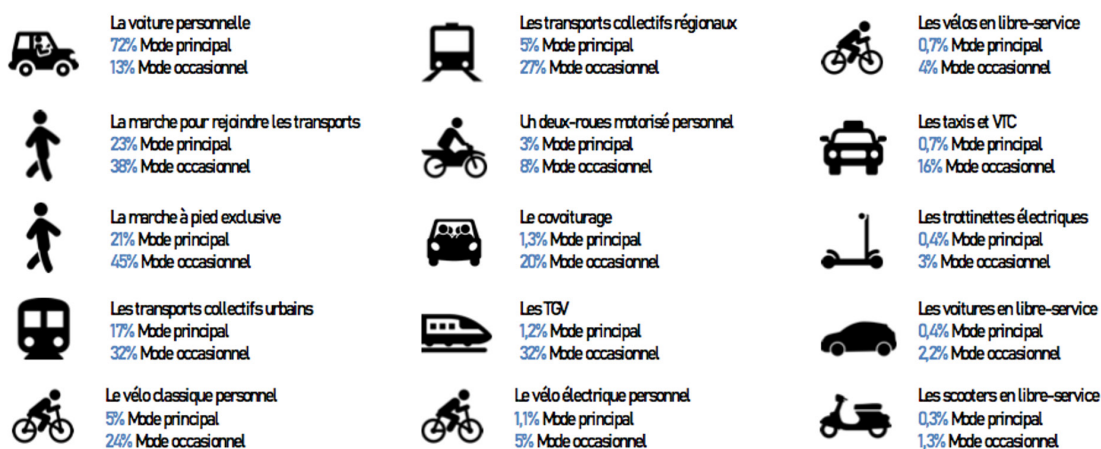 La voiture personnelle
72% Mode principal
13% Mode occasionnel
La marche pour rejoindre les transports
23% Mode principal
38% Mode occasionnel
La marche à pied exclusive
21% Mode principal
45% Mode occasionnel
Les transports collectifs urbains
17% Mode principal
32% Mode occasionnel
Le vélo classique personnel
5% Mode principal
24% Mode occasionnel
Les transports collectifs régionaux
5% Mode principal
27% Mode occasionnel
Un deux-roues motorisé personnel
3% Mode principal
8% Mode occasionnel
Le covoiturage
1,3% Mode principal
20% Mode occasionnel
Les TGV
1,2% Mode principal
32% Mode occasionnel
Le vélo électrique personnel
1,1% Mode principal
5% Mode occasionnel
Les vélos en libre-service
0,7% Mode principal
4% Mode occasionnel
Les taxis et VTC
0,7% Mode principal
16% Mode occasionnel
Les trottinettes électriques
0,4% Mode principal
3% Mode occasionnel
Les voitures en libre-service
0,4% Mode principal
2,2% Mode occasionnel
Les scooters en libre-service
0,3% Mode principal
1,3% Mode occasionnel